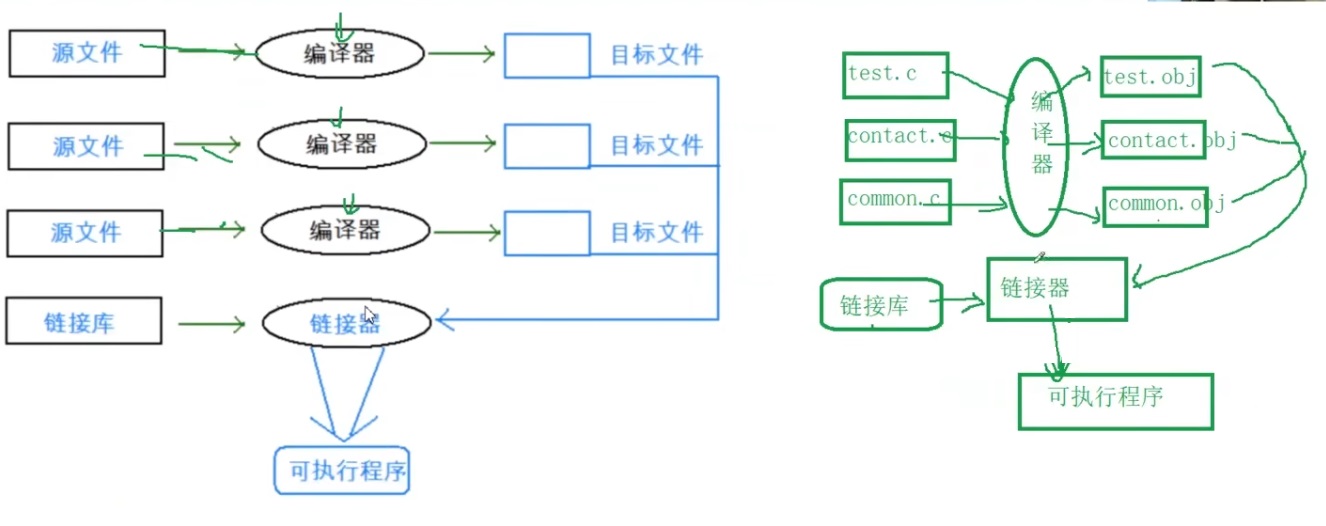 源文件
编译器
目标文件
源文件
编译器
目标文件
源文件
编译器
目标文件
链接库
链接器
可执行程序
test.c
contact.c
common.c
编译器
test.obj
contact.obj
common.obj
链接库
链接器
可执行程序